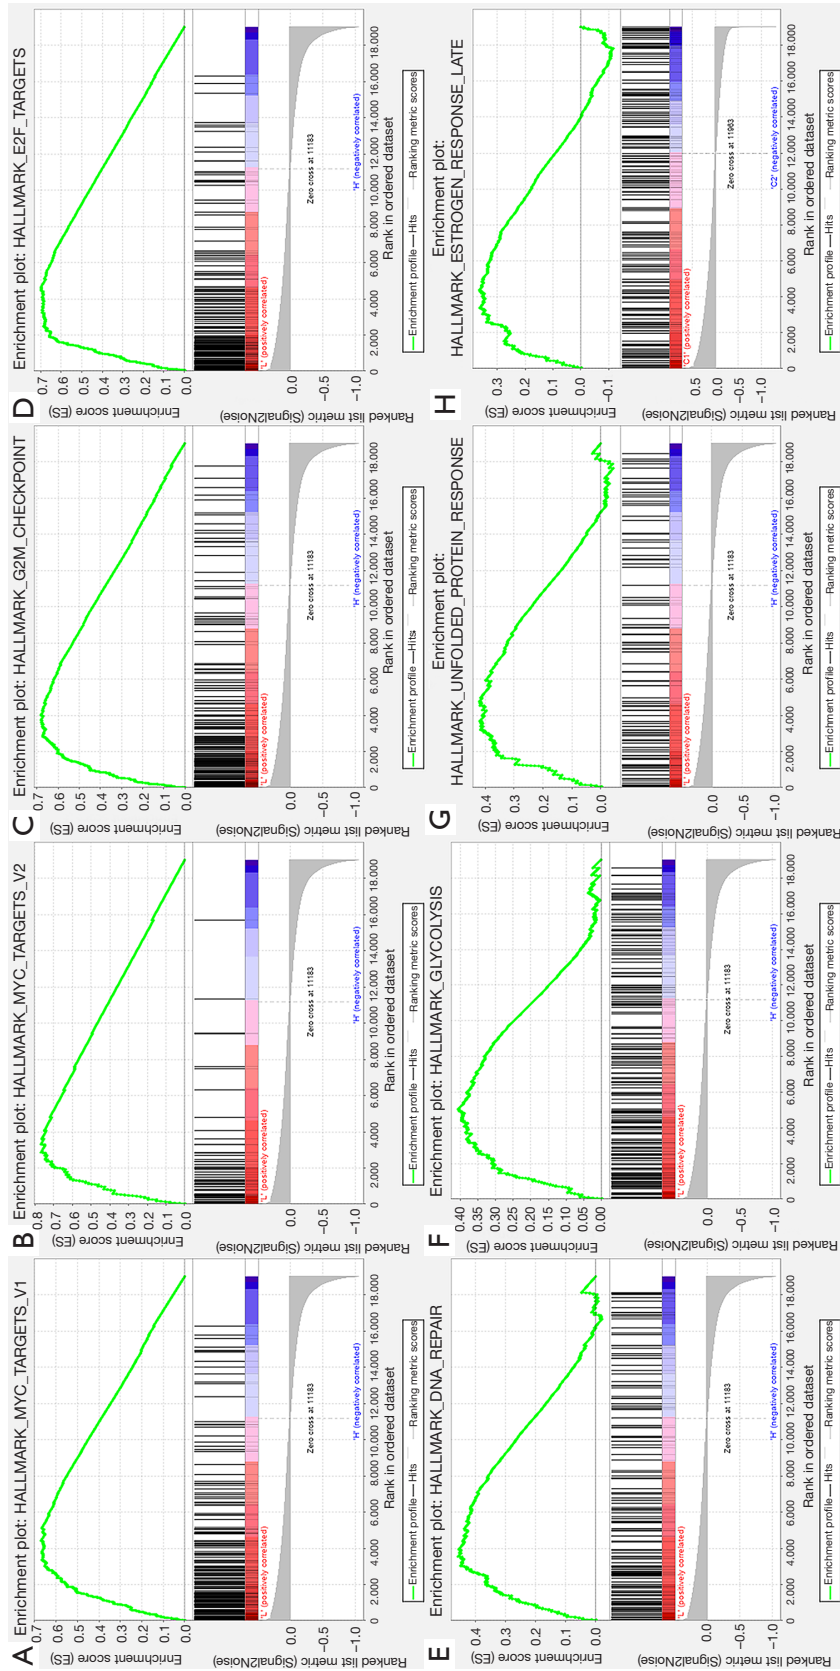 A
Enrichment plot: HALLMARK_MYC_TARGETS_V1
Enrichment score (ES)
0.7
0.6
0.5
0.4
0.3
0.2
0.1
0.0
Ranked list metric (Signal2Noise)
'L' (positively correlated)
0.0
Zero cross at 11183
−0.5
'H' (negatively correlated)
−1.0
0 2.000 4.000 6.000 8.000 10.000 12.000 14.000 16.000 18.000
Rank in ordered dataset
Enrichment profile Hits Ranking metric scores
B
Enrichment plot: HALLMARK_MYC_TARGETS_V2
Enrichment score (ES)
0.8
0.7
0.6
0.5
0.4
0.3
0.2
0.1
0.0
Ranked list metric (Signal2Noise)
'L' (positively correlated)
0.0
Zero cross at 11183
−0.5
'H' (negatively correlated)
−1.0
0 2.000 4.000 6.000 8.000 10.000 12.000 14.000 16.000 18.000
Rank in ordered dataset
Enrichment profile Hits Ranking metric scores
C
Enrichment plot: HALLMARK_G2M_CHECKPOINT
Enrichment score (ES)
0.7
0.6
0.5
0.4
0.3
0.2
0.1
0.0
Ranked list metric (Signal2Noise)
'L' (positively correlated)
0.0
Zero cross at 11183
−0.5
'H' (negatively correlated)
−1.0
0 2.000 4.000 6.000 8.000 10.000 12.000 14.000 16.000 18.000
Rank in ordered dataset
Enrichment profile Hits Ranking metric scores
D
Enrichment plot: HALLMARK_E2F_TARGETS
Enrichment score (ES)
0.7
0.6
0.5
0.4
0.3
0.2
0.1
0.0
Ranked list metric (Signal2Noise)
'L' (positively correlated)
0.0
Zero cross at 11183
−0.5
'H' (negatively correlated)
−1.0
0 2.000 4.000 6.000 8.000 10.000 12.000 14.000 16.000 18.000
Rank in ordered dataset
Enrichment profile Hits Ranking metric scores
E
Enrichment plot: HALLMARK_DNA_REPAIR
Enrichment score (ES)
0.4
0.3
0.2
0.1
0.0
Ranked list metric (Signal2Noise)
'L' (positively correlated)
0.0
Zero cross at 11183
−0.5
'H' (negatively correlated)
−1.0
0 2.000 4.000 6.000 8.000 10.000 12.000 14.000 16.000 18.000
Rank in ordered dataset
Enrichment profile Hits Ranking metric scores
F
Enrichment plot: HALLMARK_GLYCOLYSIS
Enrichment score (ES)
0.40
0.35
0.30
0.25
0.20
0.15
0.10
0.05
0.00
Ranked list metric (Signal2Noise)
'L' (positively correlated)
0.0
Zero cross at 11183
−0.5
'H' (negatively correlated)
−1.0
0 2.000 4.000 6.000 8.000 10.000 12.000 14.000 16.000 18.000
Rank in ordered dataset
Enrichment profile Hits Ranking metric scores
G
Enrichment plot:
HALLMARK_UNFOLDED_PROTEIN_RESPONSE
Enrichment score (ES)
0.4
0.3
0.2
0.1
0.0
Ranked list metric (Signal2Noise)
'L' (positively correlated)
0.0
Zero cross at 11183
−0.5
'H' (negatively correlated)
−1.0
0 2.000 4.000 6.000 8.000 10.000 12.000 14.000 16.000 18.000
Rank in ordered dataset
Enrichment profile Hits Ranking metric scores
H
Enrichment plot:
HALLMARK_ESTROGEN_RESPONSE_LATE
Enrichment score (ES)
0.3
0.2
0.1
0.0
−0.1
Ranked list metric (Signal2Noise)
'C1' (positively correlated)
0.5
0.0
Zero cross at 11963
−0.5
−1.0
'C2' (negatively correlated)
0 2.000 4.000 6.000 8.000 10.000 12.000 14.000 16.000 18.000
Rank in ordered dataset
Enrichment profile Hits Ranking metric scores